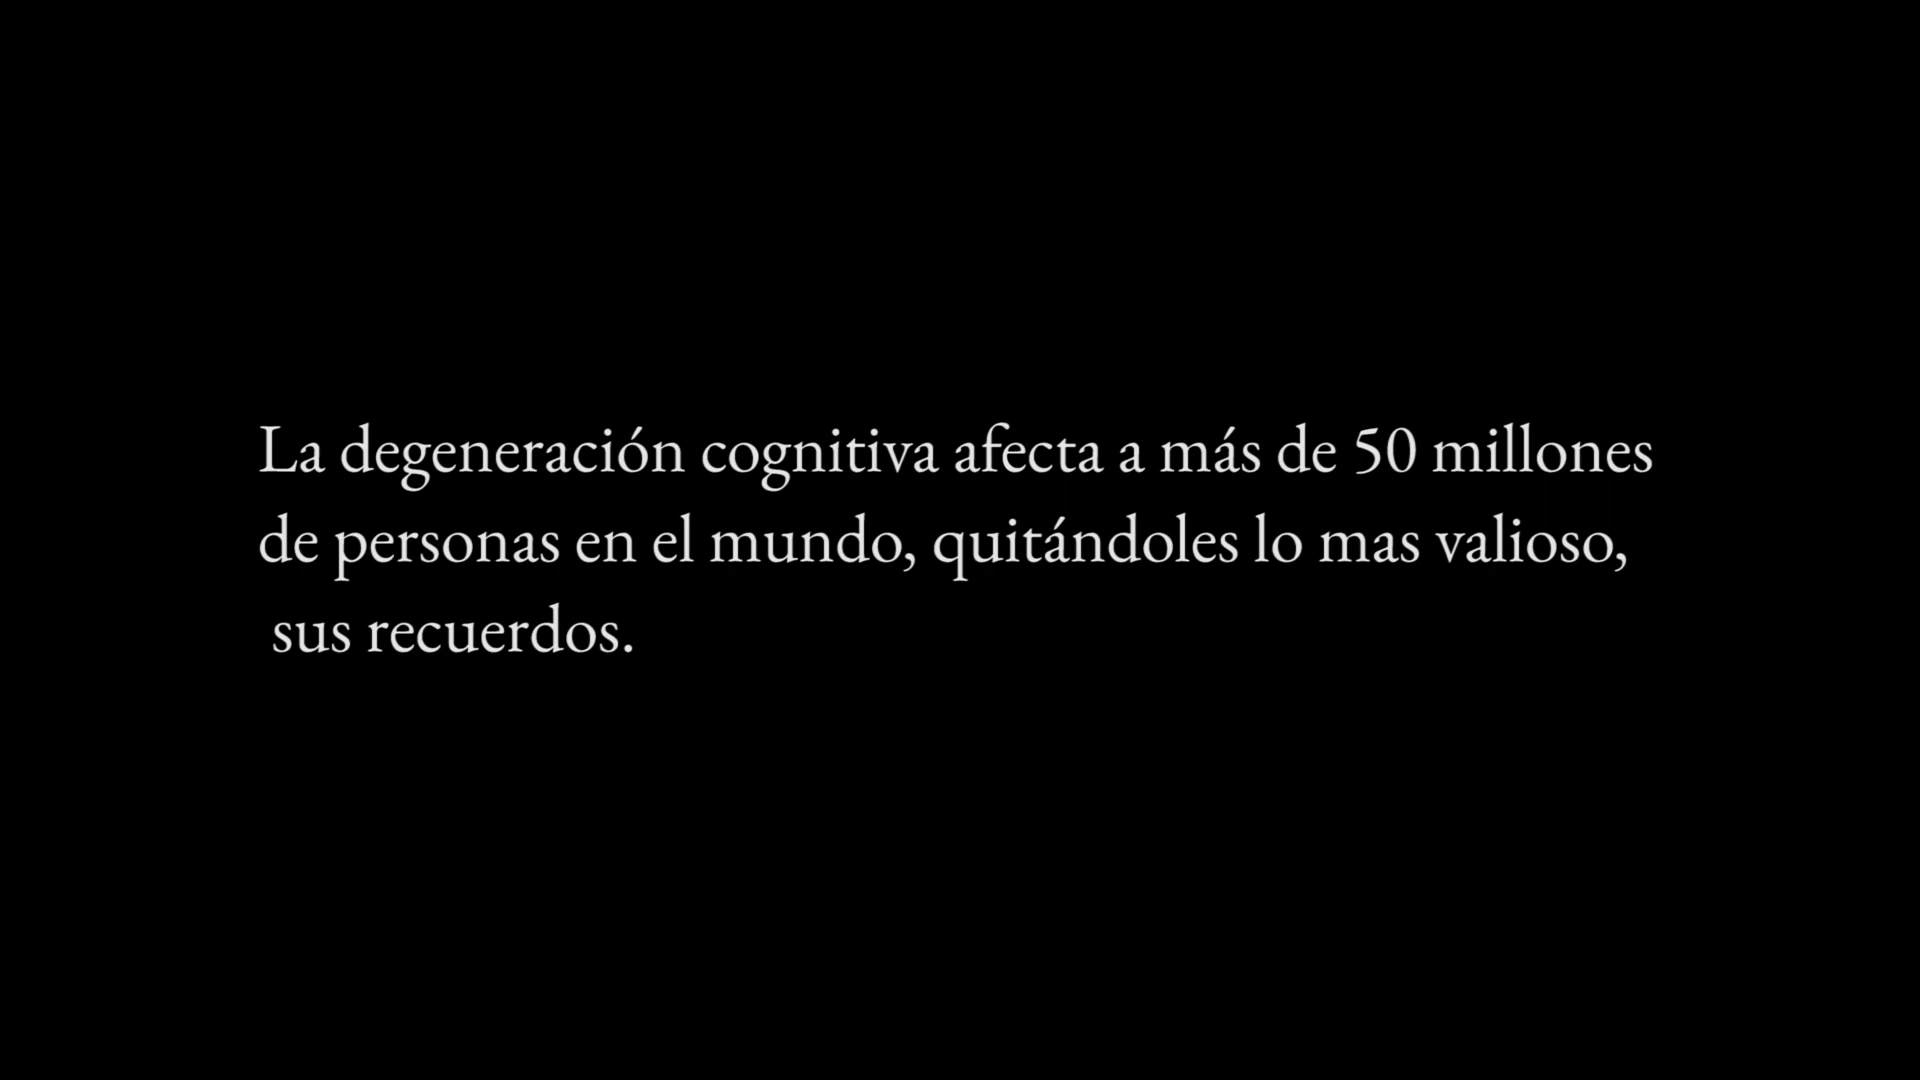 La degeneración cognitiva afecta a más de 50 millones
de personas en el mundo, quitándoles lo mas valioso,
sus recuerdos.